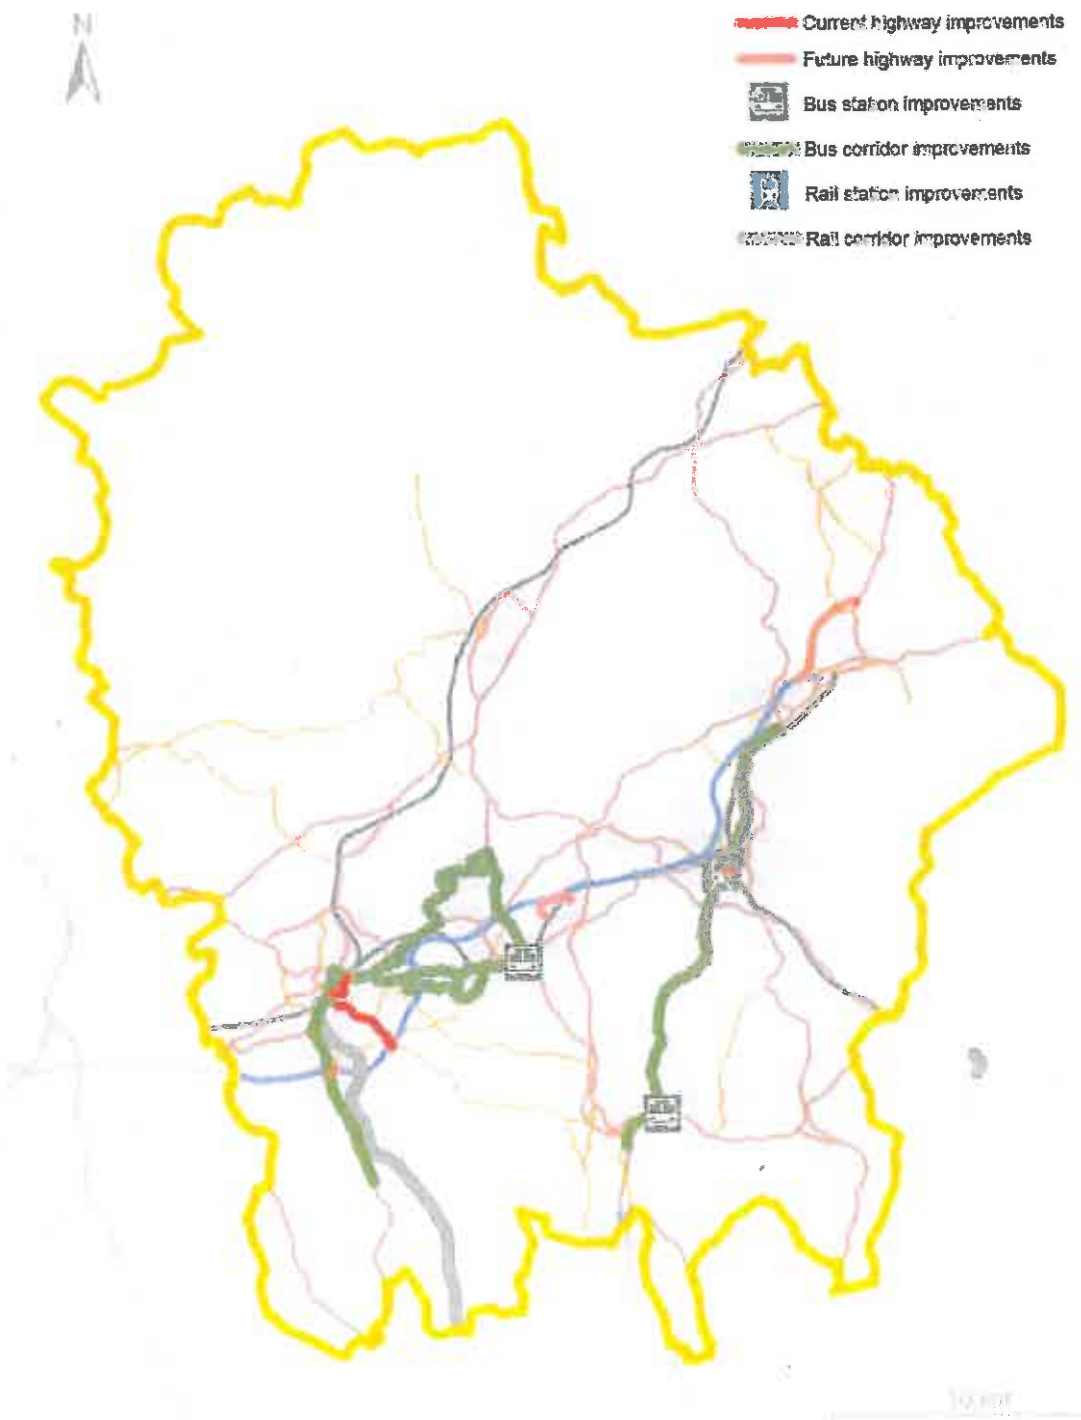 N
Current highway improvements
Future highway improvements
Bus station improvements
Bus corridor improvements
Rail station improvements
Rail corridor improvements